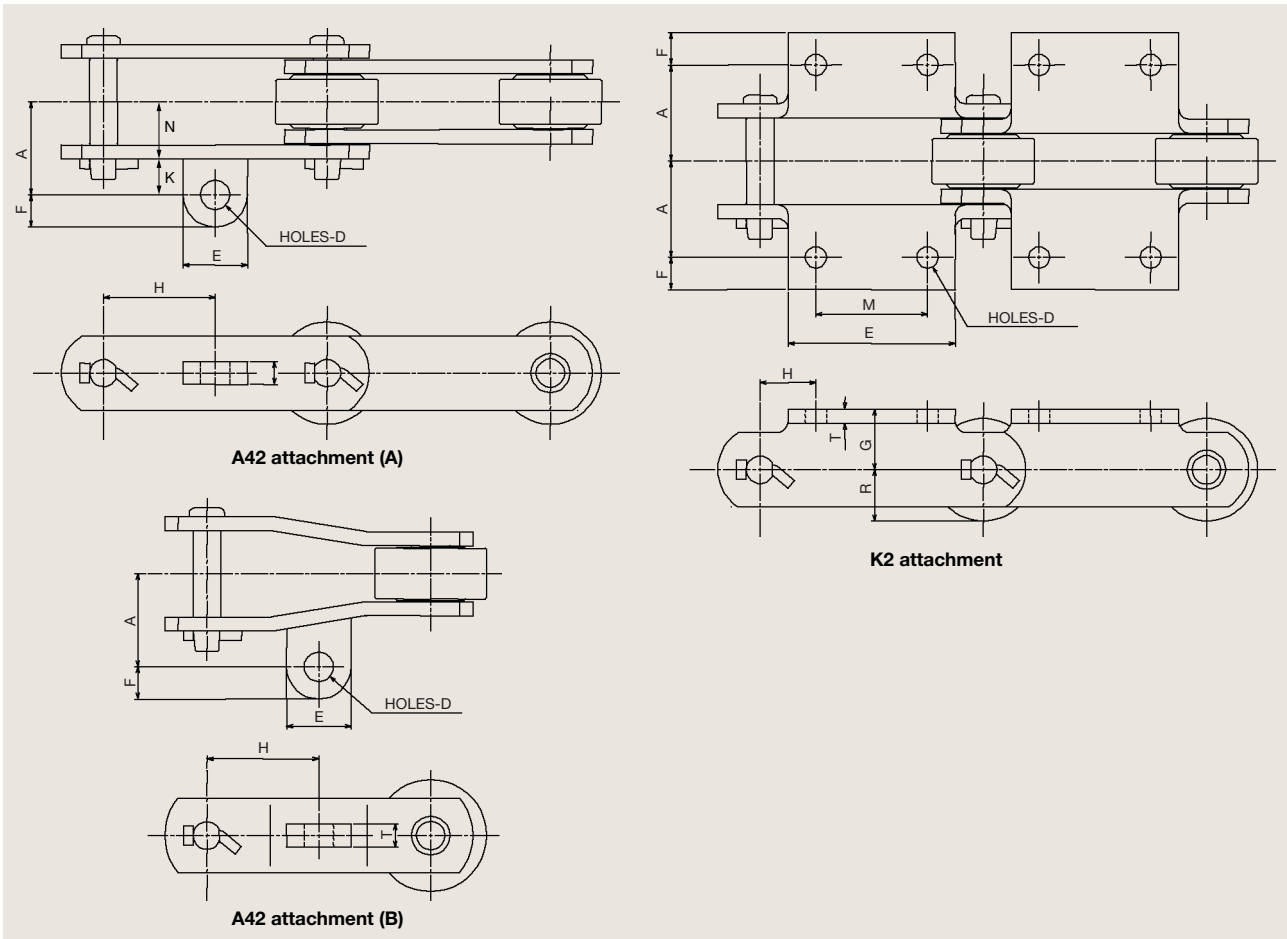 A
N
K
F
HOLES-D
E
H
A42 attachment (A)
A
F
HOLES-D
E
H
T
A42 attachment (B)
F
A
A
F
M
HOLES-D
E
H
T
G
R
K2 attachment